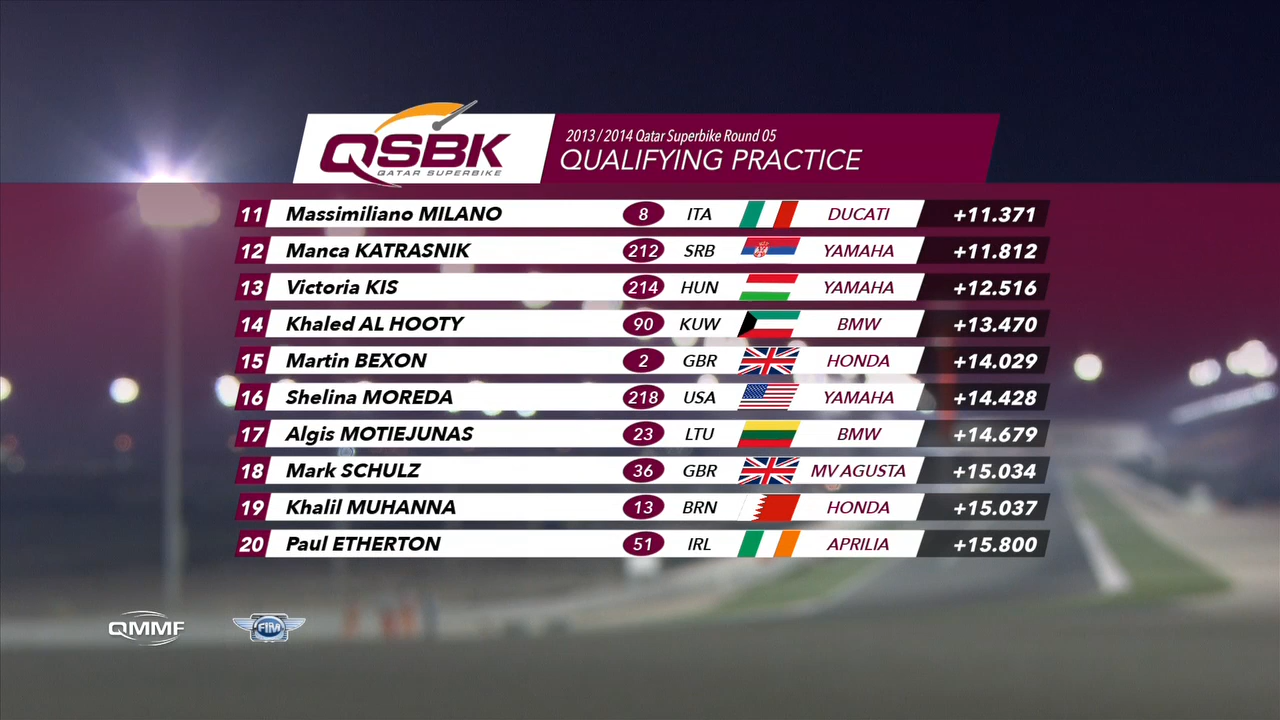 QSBK
QATAR SUPERBIKE
2013 / 2014 Qatar Superbike Round 05
QUALIFYING PRACTICE
11 Massimiliano MILANO 8 ITA DUCATI +11.371
12 Manca KATRASNIK 212 SRB YAMAHA +11.812
13 Victoria KIS 214 HUN YAMAHA +12.516
14 Khaled AL HOOTY 90 KUW BMW +13.470
15 Martin BEXON 2 GBR HONDA +14.029
16 Shelina MOREDA 218 USA YAMAHA +14.428
17 Algis MOTIEJUNAS 23 LTU BMW +14.679
18 Mark SCHULZ 36 GBR MV AGUSTA +15.034
19 Khalil MUHANNA 13 BRN HONDA +15.037
20 Paul ETHERTON 51 IRL APRILIA +15.800
QMMF FIM